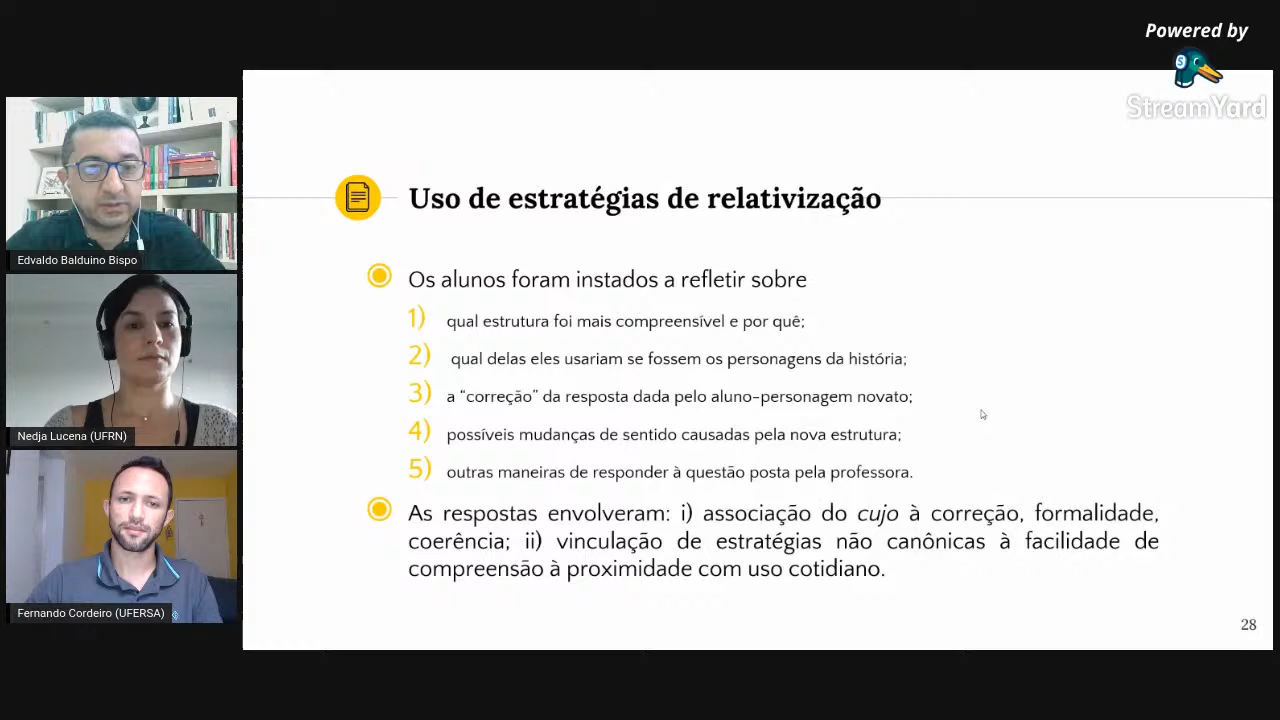 Powered by
StreamYard
Edvaldo Balduino Bispo
Nedja Lucena (UFRN)
Fernando Cordeiro (UFERSA)
Uso de estratégias de relativização
Os alunos foram instados a refletir sobre
1) qual estrutura foi mais compreensível e por quê;
2) qual delas eles usariam se fossem os personagens da história;
3) a “correção” da resposta dada pelo aluno-personagem novato;
4) possíveis mudanças de sentido causadas pela nova estrutura;
5) outras maneiras de responder à questão posta pela professora.
As respostas envolveram: i) associação do cujo à correção, formalidade,
coerência; ii) vinculação de estratégias não canônicas à facilidade de
compreensão à proximidade com uso cotidiano.
28